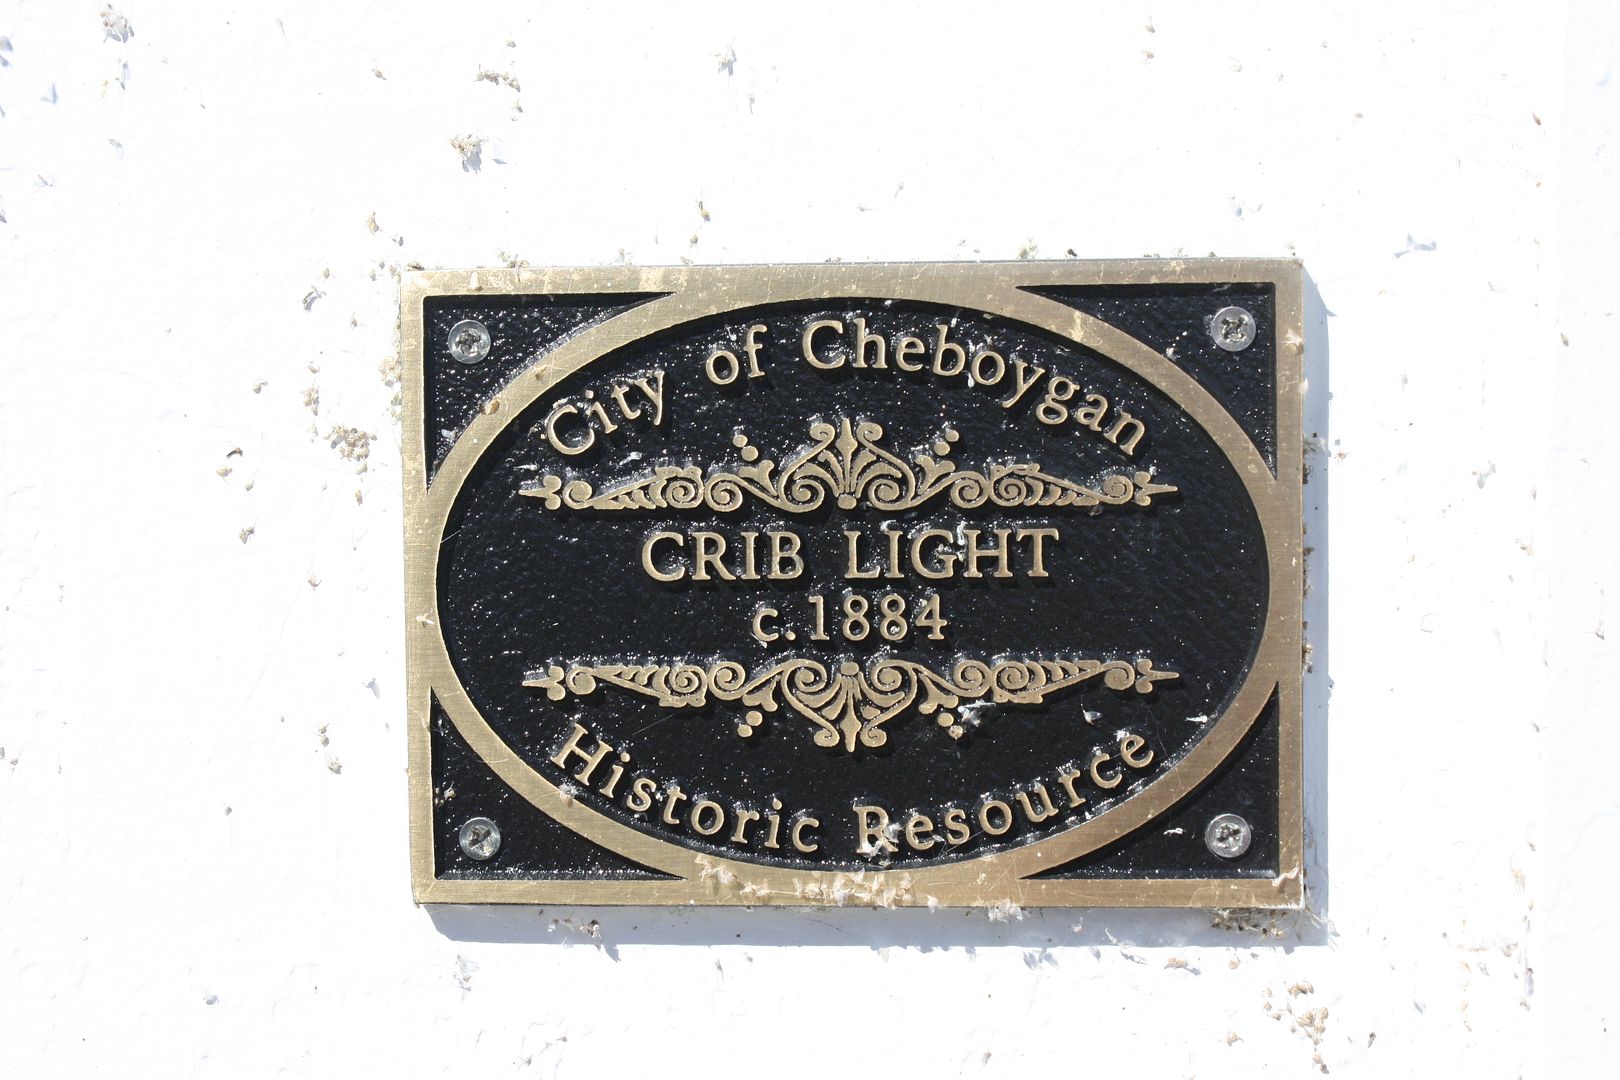 City of Cheboygan
CRIB LIGHT
c.1884
Historic Resource